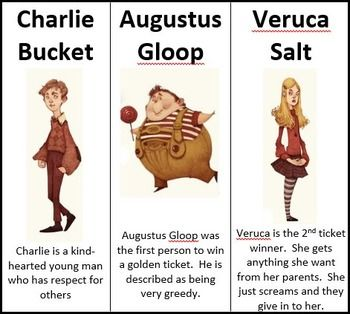 Charlie
Bucket
Charlie is a kind-
hearted young man
who has respect for
others
Augustus
Gloop
Augustus Gloop was
the first person to win
a golden ticket.  He is
described as being
very greedy.
Veruca
Salt
Veruca is the 2nd ticket
winner.  She gets
anything she want
from her parents.  She
just screams and they
give in to her.